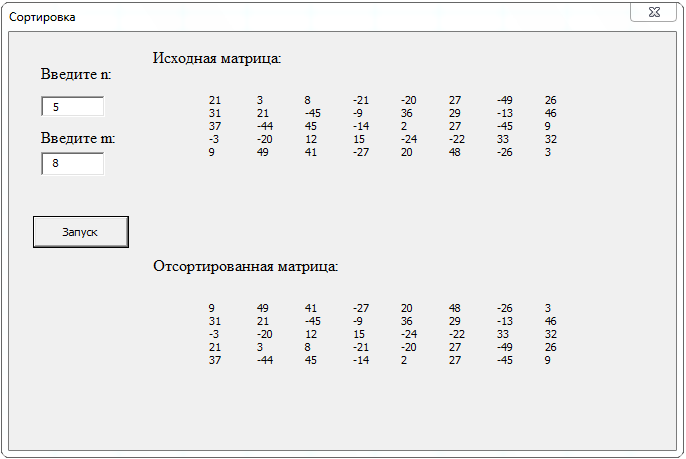 Сортировка
Исходная матрица:
Введите n:
5
Введите m:
8
21 3 8 -21 -20 27 -49 26
31 21 -45 -9 36 29 -13 46
37 -44 45 -14 2 27 -45 9
-3 -20 12 15 -24 -22 33 32
9 49 41 -27 20 48 -26 3
Запуск
Отсортированная матрица:
9 49 41 -27 20 48 -26 3
31 21 -45 -9 36 29 -13 46
-3 -20 12 15 -24 -22 33 32
21 3 8 -21 -20 27 -49 26
37 -44 45 -14 2 27 -45 9